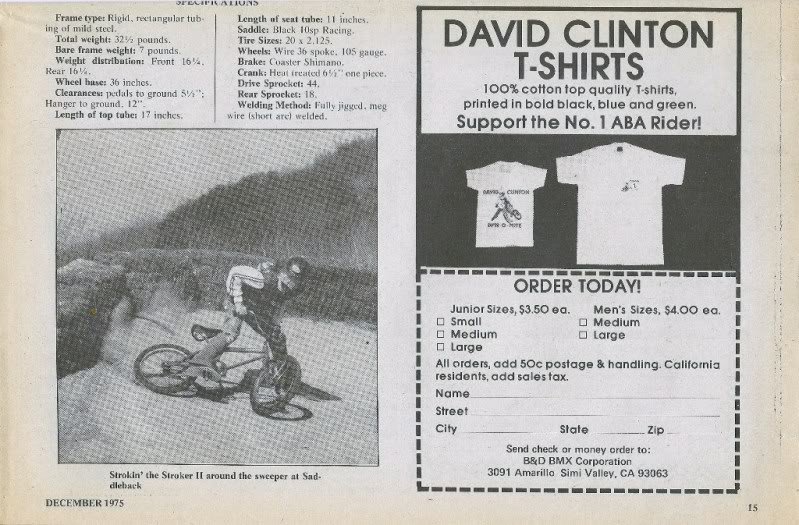 SPECIFICATIONS
Frame type: Rigid, rectangular tub-
ing of mild steel.
Total weight: 32½ pounds.
Bare frame weight: 7 pounds.
Weight distribution: Front 16¼.
Rear 16¼.
Wheel base: 36 inches.
Clearances: pedals to ground 5½";
Hanger to ground, 12".
Length of top tube: 17 inches.
Length of seat tube: 11 inches.
Saddle: Black 10sp Racing.
Tire Sizes: 20 x 2.125.
Wheels: Wire 36 spoke, 105 gauge.
Brake: Coaster Shimano.
Crank: Heat treated 6½" one piece.
Drive Sprocket: 44.
Rear Sprocket: 18.
Welding Method: Fully jigged, meg
wire (short arc) welded.
Strokin' the Stroker II around the sweeper at Sad-
dleback
DECEMBER 1975
DAVID CLINTON
T-SHIRTS
100% cotton top quality T-shirts,
printed in bold black, blue and green.
Support the No. 1 ABA Rider!
DAVID CLINTON
DYN-O-MITE
ORDER TODAY!
Junior Sizes, $3.50 ea.
Small
Medium
Large
Men's Sizes, $4.00 ea.
Medium
Large
All orders, add 50c postage & handling. California
residents, add sales tax.
Name
Street
City State Zip
Send check or money order to:
B&D BMX Corporation
3091 Amarillo Simi Valley, CA 93063
15